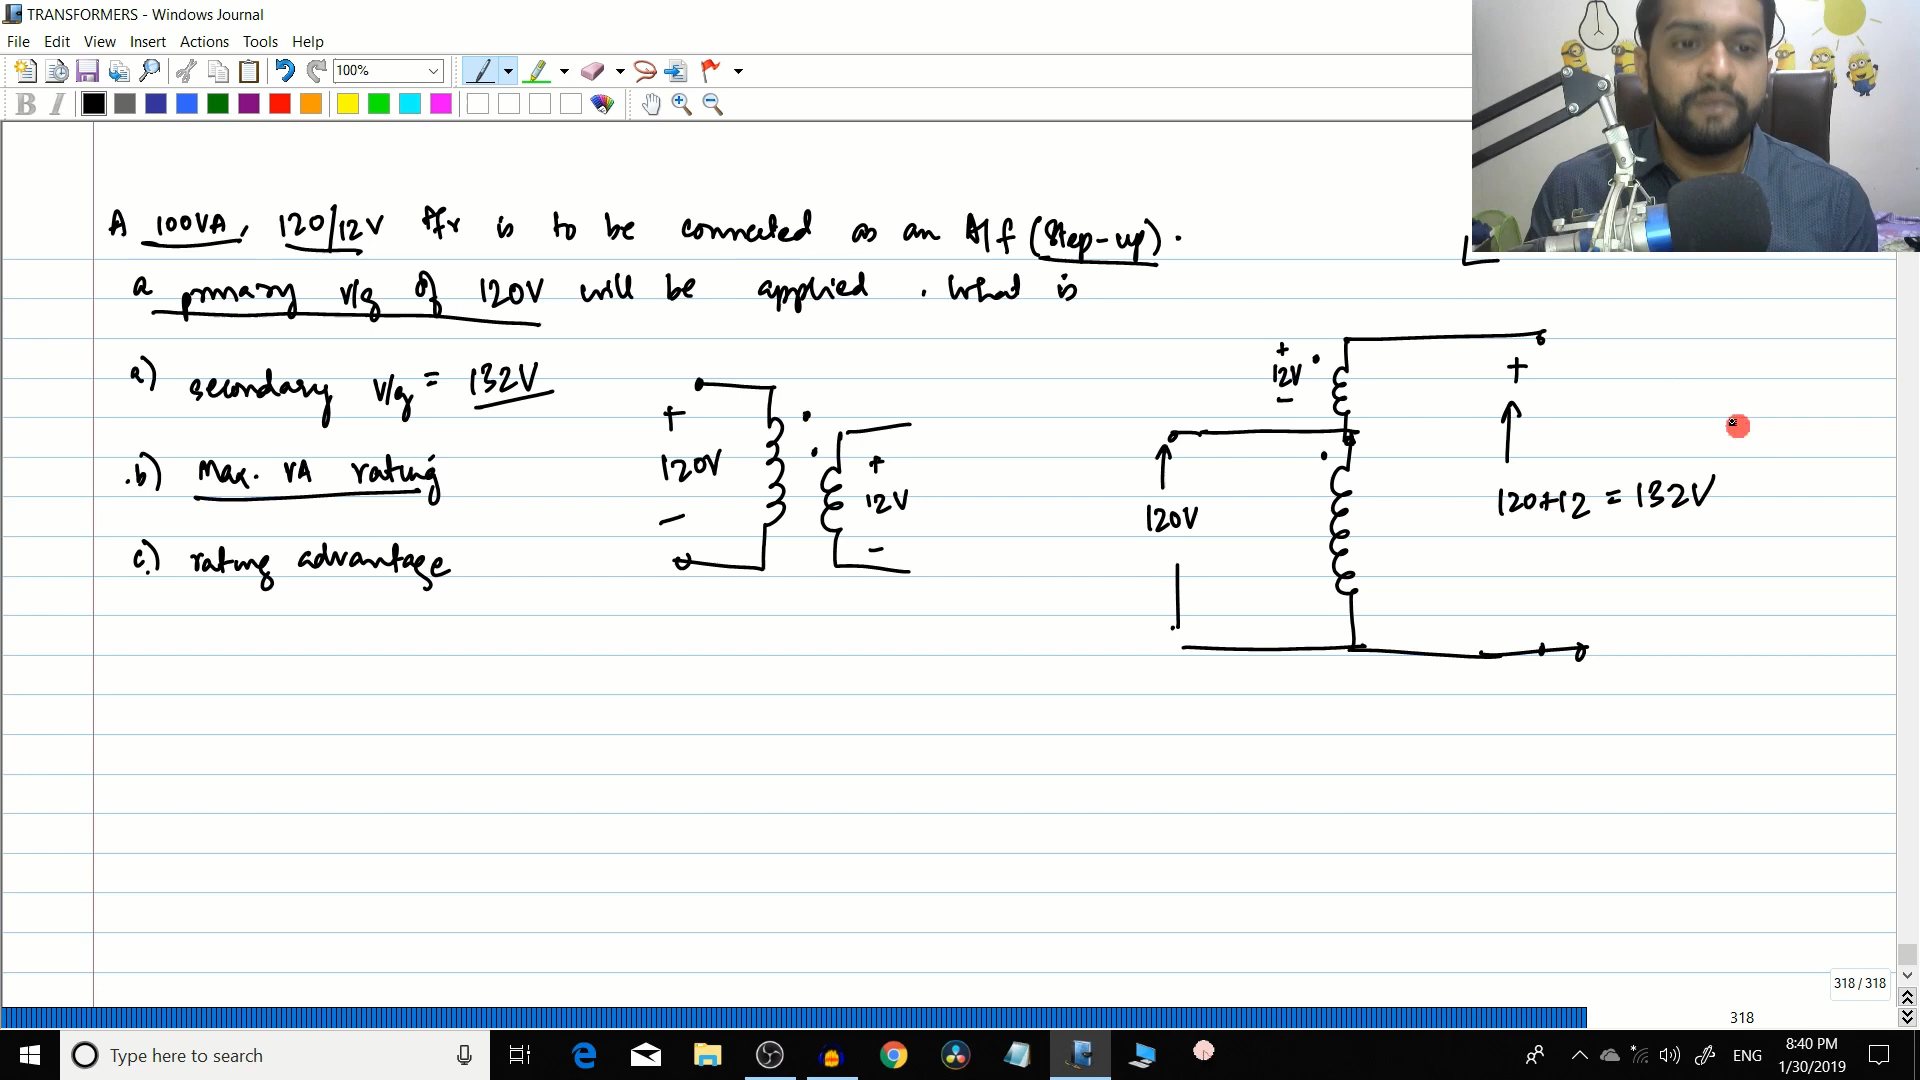 TRANSFORMERS - Windows Journal
File Edit View Insert Actions Tools Help
100%
B I
A 100VA, 120/12V tfr is to be connected as an A/f (step-up).
a primary v/g of 120V will be applied. What is
a) secondary v/g = 132V
b) Max. VA rating
c) rating advantage
+
120V
-
+
12V
-
+
12V
-
120V
+
120+12 = 132V
318 / 318
318
Type here to search
ENG
8:40 PM
1/30/2019